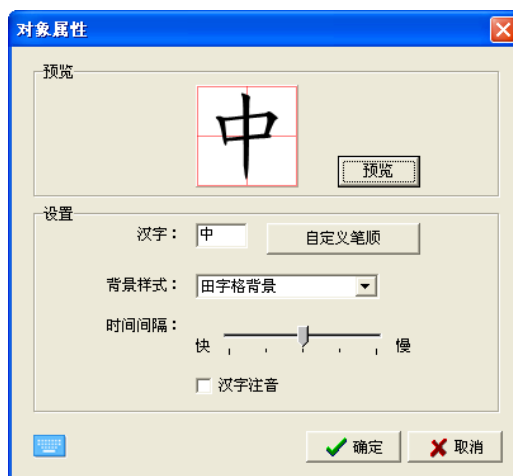 对象属性
预览
中
预览
设置
汉字： 中 自定义笔顺
背景样式： 田字格背景
时间间隔：
快 慢
汉字注音
确定 取消